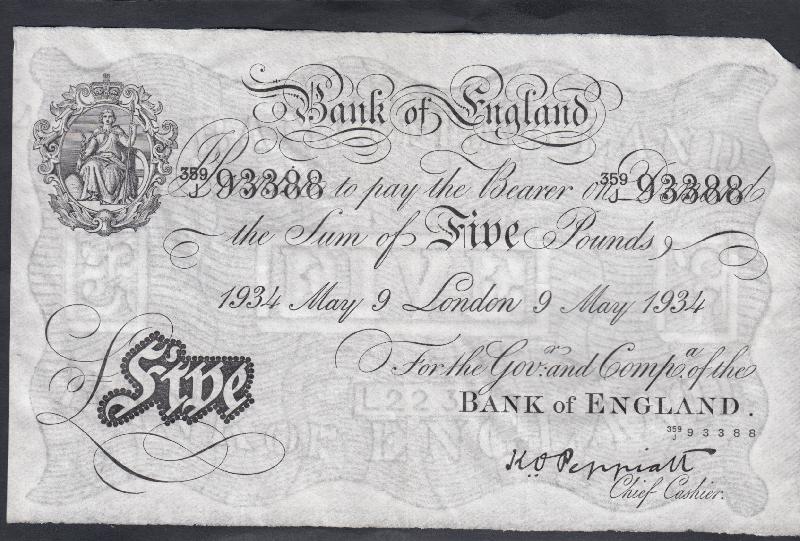 Bank of England
359/J 93388 to pay the Bearer on 359/J 93388
the Sum of Five Pounds
1934 May 9 London 9 May 1934
For the Govr: and Compa: of the
Five
BANK of ENGLAND.
359/J 93388
K O Peppiatt
Chief Cashier.
FIVE
L223